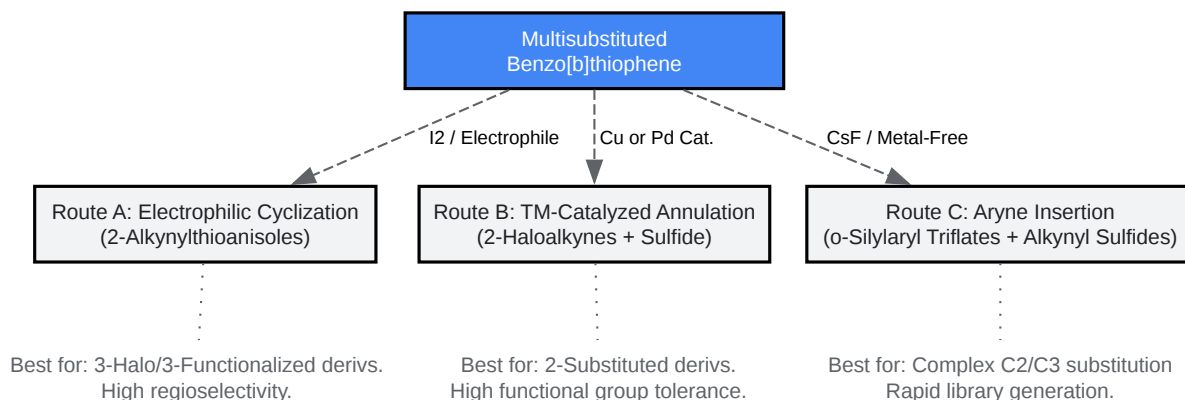 Multisubstituted
Benzo[b]thiophene
I2 / Electrophile
Cu or Pd Cat.
CsF / Metal-Free
Route A: Electrophilic Cyclization
(2-Alkynylthioanisoles)
Route B: TM-Catalyzed Annulation
(2-Haloalkynes + Sulfide)
Route C: Aryne Insertion
(o-Silylaryl Triflates + Alkynyl Sulfides)
Best for: 3-Halo/3-Functionalized derivs.
High regioselectivity.
Best for: 2-Substituted derivs.
High functional group tolerance.
Best for: Complex C2/C3 substitution
Rapid library generation.